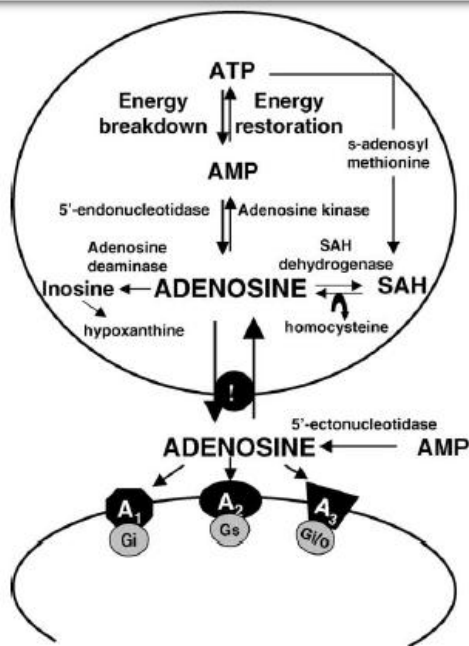 ATP
Energy breakdown
Energy restoration
s-adenosyl
methionine
AMP
5'-endonucleotidase
Adenosine kinase
Adenosine
deaminase
SAH
dehydrogenase
Inosine
ADENOSINE
SAH
hypoxanthine
homocysteine
!
5'-ectonucleotidase
ADENOSINE
AMP
A1
A2
A3
Gi
Gs
Gi/o